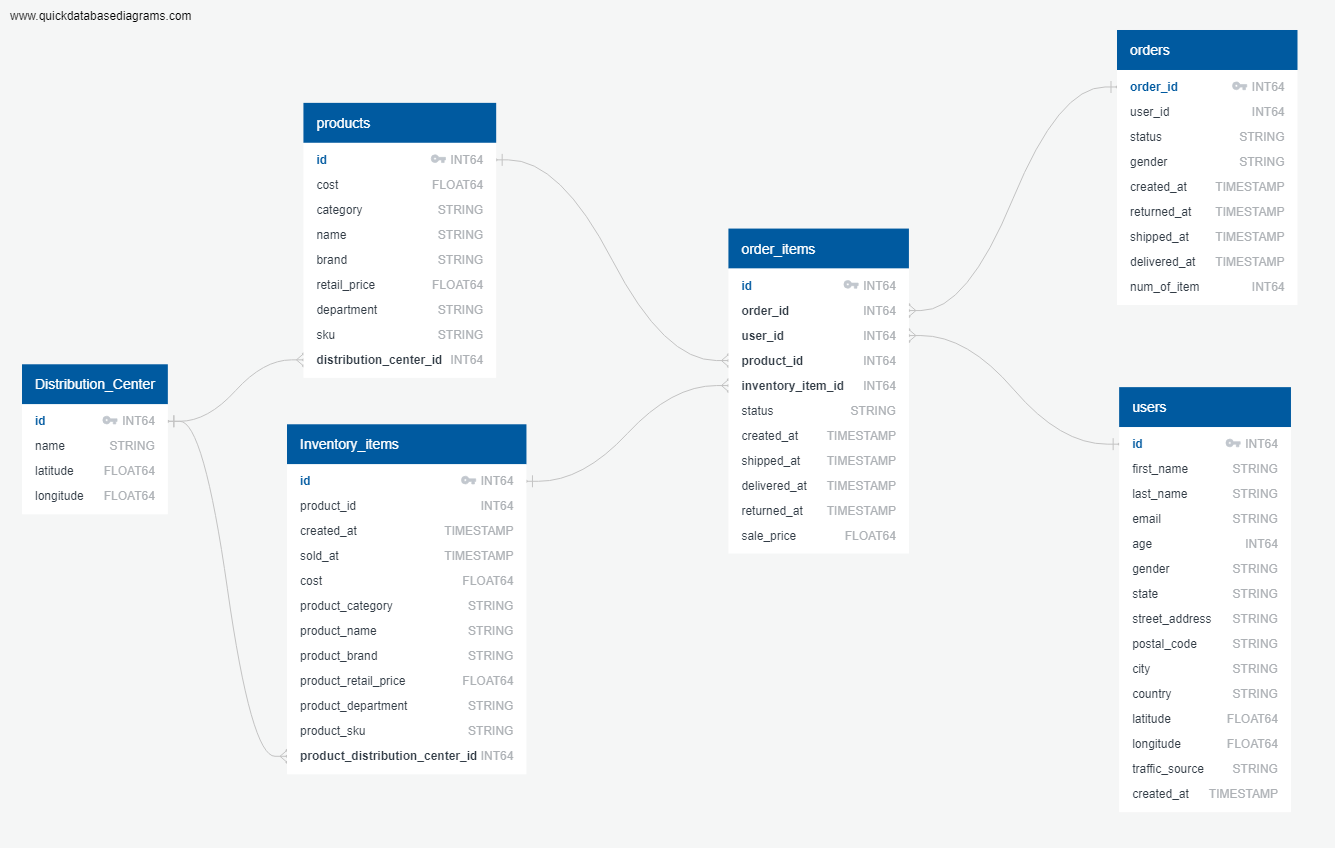 www.quickdatabasediagrams.com
Distribution_Center
id INT64
name STRING
latitude FLOAT64
longitude FLOAT64
products
id INT64
cost FLOAT64
category STRING
name STRING
brand STRING
retail_price FLOAT64
department STRING
sku STRING
distribution_center_id INT64
Inventory_items
id INT64
product_id INT64
created_at TIMESTAMP
sold_at TIMESTAMP
cost FLOAT64
product_category STRING
product_name STRING
product_brand STRING
product_retail_price FLOAT64
product_department STRING
product_sku STRING
product_distribution_center_id INT64
order_items
id INT64
order_id INT64
user_id INT64
product_id INT64
inventory_item_id INT64
status STRING
created_at TIMESTAMP
shipped_at TIMESTAMP
delivered_at TIMESTAMP
returned_at TIMESTAMP
sale_price FLOAT64
orders
order_id INT64
user_id INT64
status STRING
gender STRING
created_at TIMESTAMP
returned_at TIMESTAMP
shipped_at TIMESTAMP
delivered_at TIMESTAMP
num_of_item INT64
users
id INT64
first_name STRING
last_name STRING
email STRING
age INT64
gender STRING
state STRING
street_address STRING
postal_code STRING
city STRING
country STRING
latitude FLOAT64
longitude FLOAT64
traffic_source STRING
created_at TIMESTAMP